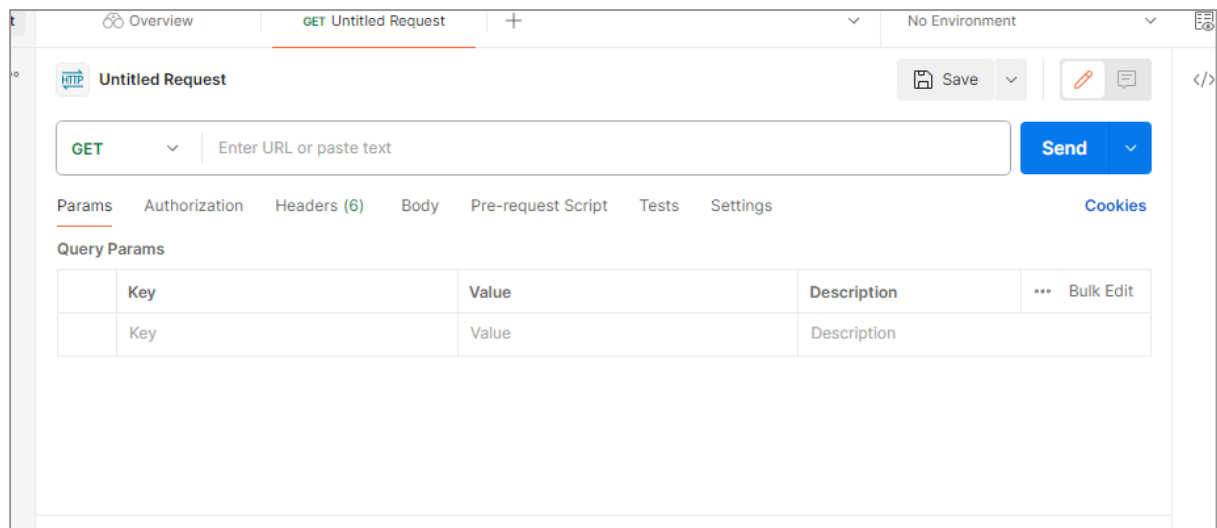 t
Overview
GET Untitled Request
No Environment
HTTP Untitled Request
Save
</>
GET
Enter URL or paste text
Send
Params Authorization Headers (6) Body Pre-request Script Tests Settings Cookies
Query Params
Key Value Description ••• Bulk Edit
Key Value Description